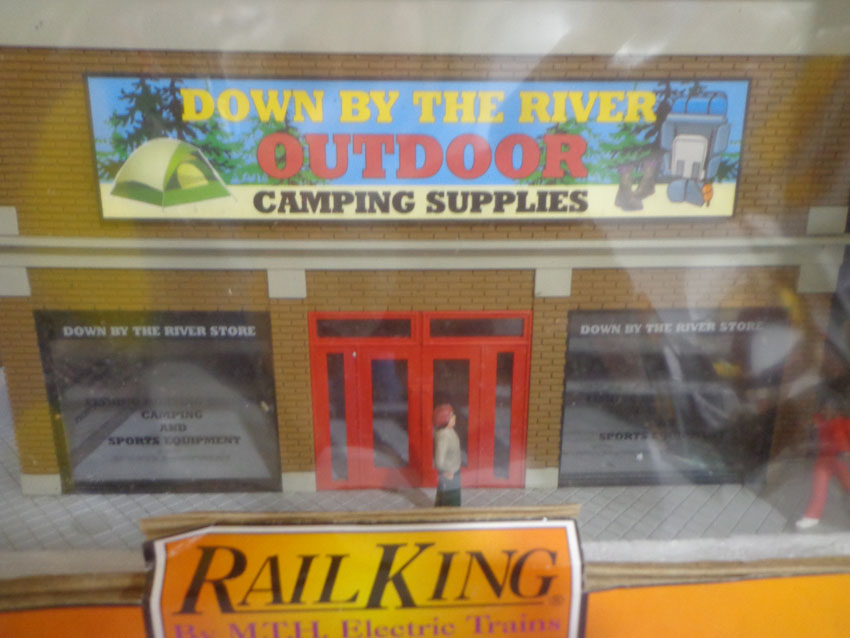 DOWN BY THE RIVER
OUTDOOR
CAMPING SUPPLIES
DOWN BY THE RIVER STORE
CAMPING
AND
SPORTS EQUIPMENT
DOWN BY THE RIVER STORE
SPORTS
RAILKING®
By M.T.H. Electric Trains